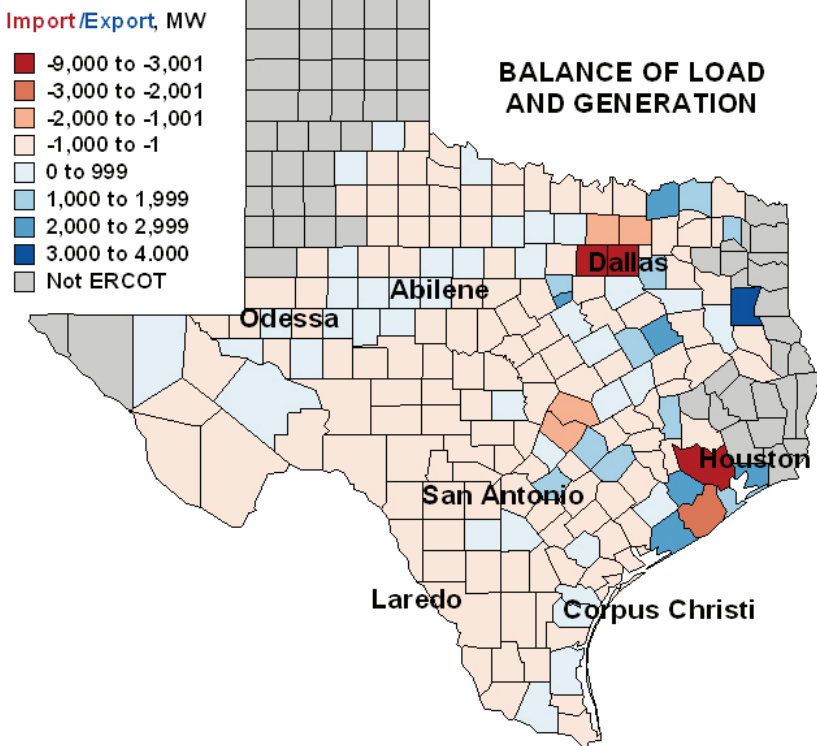 Import/Export, MW
-9,000 to -3,001
-3,000 to -2,001
-2,000 to -1,001
-1,000 to -1
0 to 999
1,000 to 1,999
2,000 to 2,999
3.000 to 4.000
Not ERCOT
BALANCE OF LOAD
AND GENERATION
Dallas
Abilene
Odessa
Houston
San Antonio
Laredo
Corpus Christi